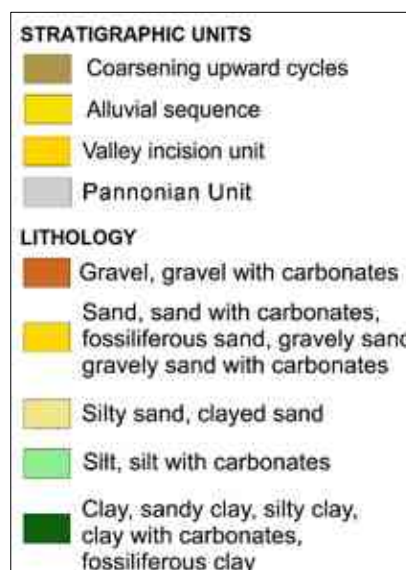 STRATIGRAPHIC UNITS
Coarsening upward cycles
Alluvial sequence
Valley incision unit
Pannonian Unit
LITHOLOGY
Gravel, gravel with carbonates
Sand, sand with carbonates,
fossiliferous sand, gravely sand
gravely sand with carbonates
Silty sand, clayed sand
Silt, silt with carbonates
Clay, sandy clay, silty clay,
clay with carbonates,
fossiliferous clay